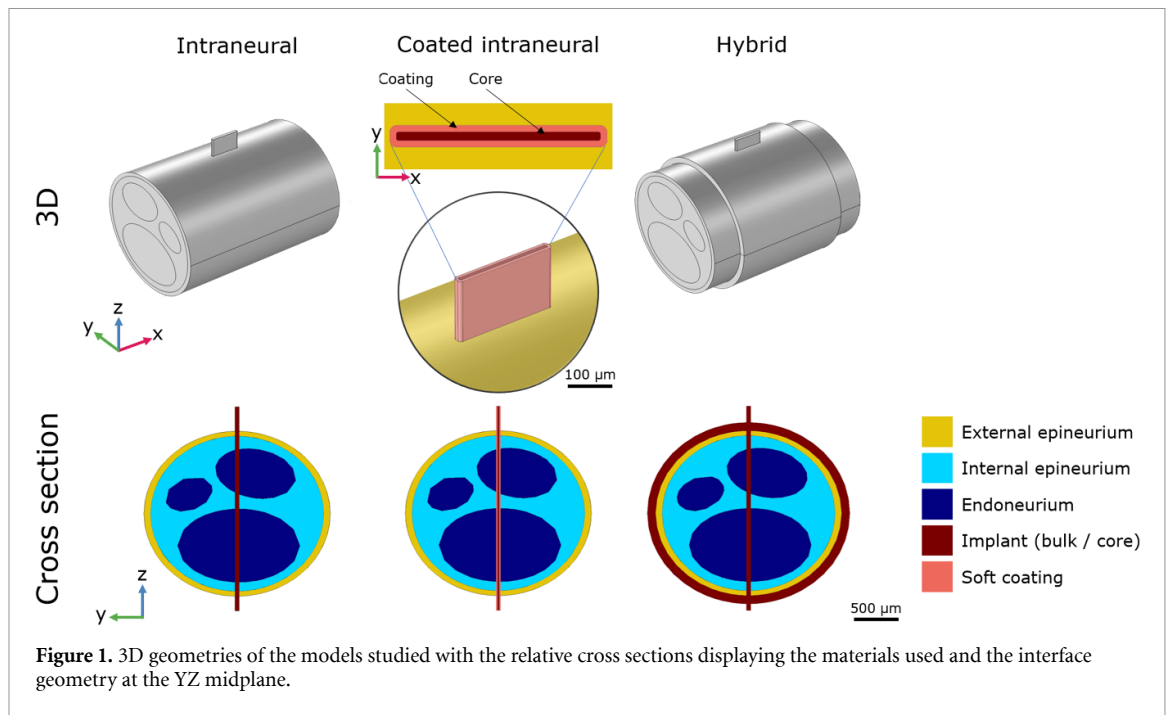 Intraneural
Coated intraneural
Hybrid
Coating
Core
3D
y
x
z
y
x
100 µm
Cross section
z
y
500 µm
External epineurium
Internal epineurium
Endoneurium
Implant (bulk / core)
Soft coating
Figure 1. 3D geometries of the models studied with the relative cross sections displaying the materials used and the interface
geometry at the YZ midplane.